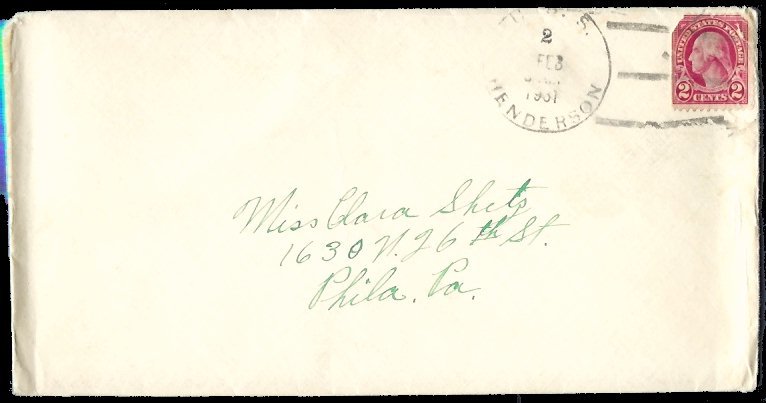 2
FEB
1931
HENDERSON
UNITED STATES POSTAGE
2 CENTS 2
Miss Clara Shetz
1630 N. 26th St.
Phila. Pa.